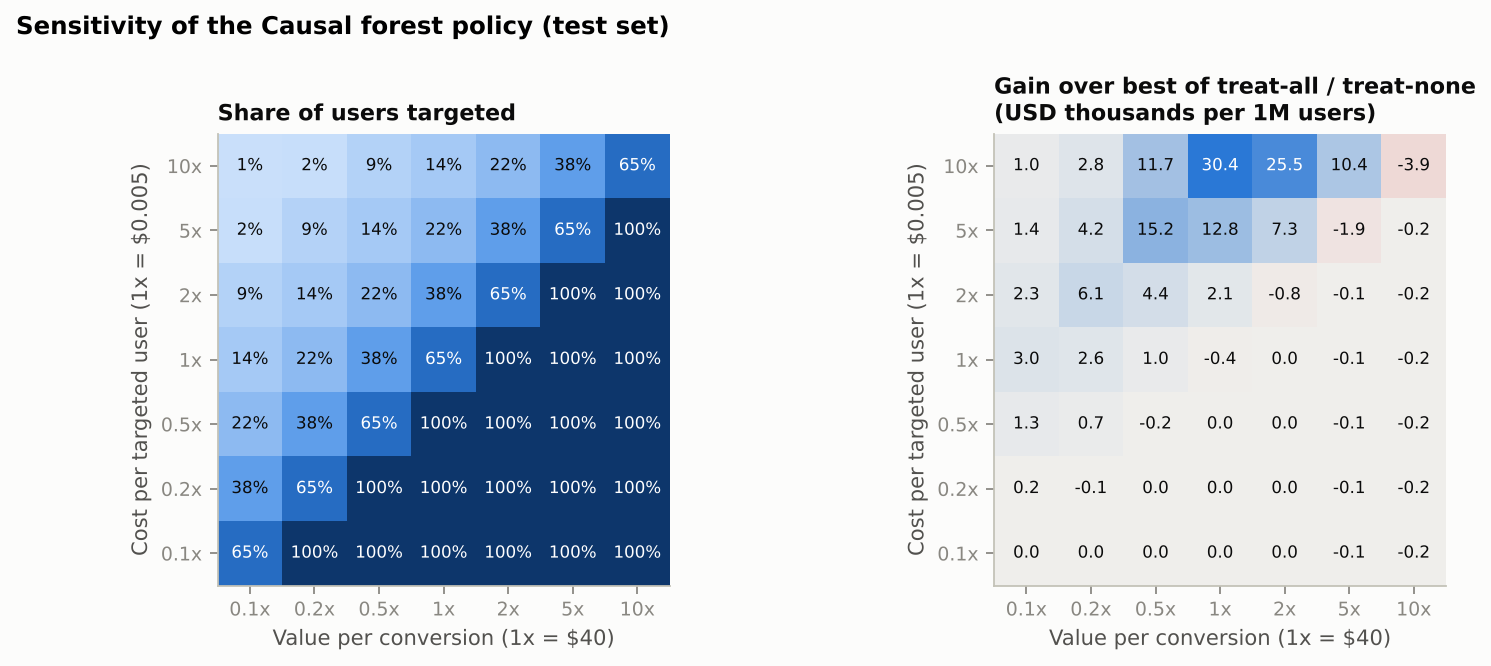 Sensitivity of the Causal forest policy (test set)
Share of users targeted
Cost per targeted user (1x = $0.005)
10x 1% 2% 9% 14% 22% 38% 65%
5x 2% 9% 14% 22% 38% 65% 100%
2x 9% 14% 22% 38% 65% 100% 100%
1x 14% 22% 38% 65% 100% 100% 100%
0.5x 22% 38% 65% 100% 100% 100% 100%
0.2x 38% 65% 100% 100% 100% 100% 100%
0.1x 65% 100% 100% 100% 100% 100% 100%
0.1x 0.2x 0.5x 1x 2x 5x 10x
Value per conversion (1x = $40)
Gain over best of treat-all / treat-none
(USD thousands per 1M users)
Cost per targeted user (1x = $0.005)
10x 1.0 2.8 11.7 30.4 25.5 10.4 -3.9
5x 1.4 4.2 15.2 12.8 7.3 -1.9 -0.2
2x 2.3 6.1 4.4 2.1 -0.8 -0.1 -0.2
1x 3.0 2.6 1.0 -0.4 0.0 -0.1 -0.2
0.5x 1.3 0.7 -0.2 0.0 0.0 -0.1 -0.2
0.2x 0.2 -0.1 0.0 0.0 0.0 -0.1 -0.2
0.1x 0.0 0.0 0.0 0.0 0.0 -0.1 -0.2
0.1x 0.2x 0.5x 1x 2x 5x 10x
Value per conversion (1x = $40)